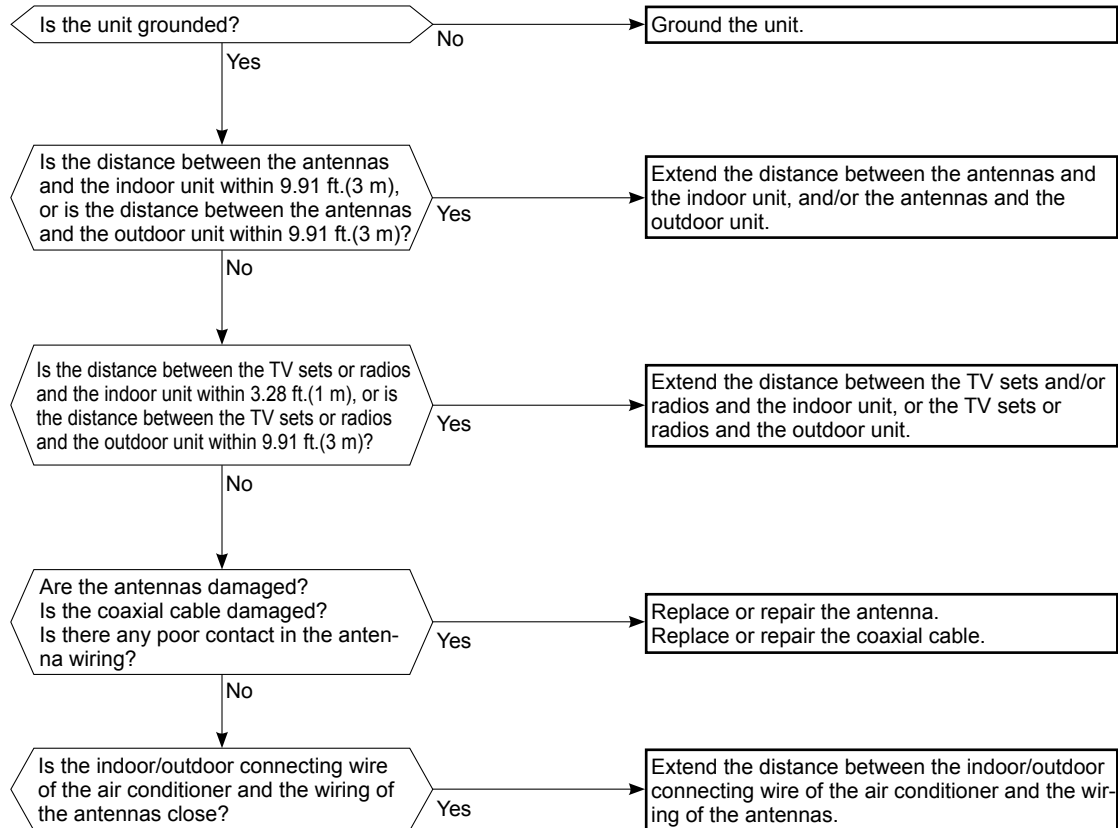 Is the unit grounded?
No
Ground the unit.
Yes
Is the distance between the antennas
and the indoor unit within 9.91 ft.(3 m),
or is the distance between the antennas
and the outdoor unit within 9.91 ft.(3 m)?
Yes
Extend the distance between the antennas and
the indoor unit, and/or the antennas and the
outdoor unit.
No
Is the distance between the TV sets or radios
and the indoor unit within 3.28 ft.(1 m), or is
the distance between the TV sets or radios
and the outdoor unit within 9.91 ft.(3 m)?
Yes
Extend the distance between the TV sets and/or
radios and the indoor unit, or the TV sets or
radios and the outdoor unit.
No
Are the antennas damaged?
Is the coaxial cable damaged?
Is there any poor contact in the anten-
na wiring?
Yes
Replace or repair the antenna.
Replace or repair the coaxial cable.
No
Is the indoor/outdoor connecting wire
of the air conditioner and the wiring of
the antennas close?
Yes
Extend the distance between the indoor/outdoor
connecting wire of the air conditioner and the wir-
ing of the antennas.